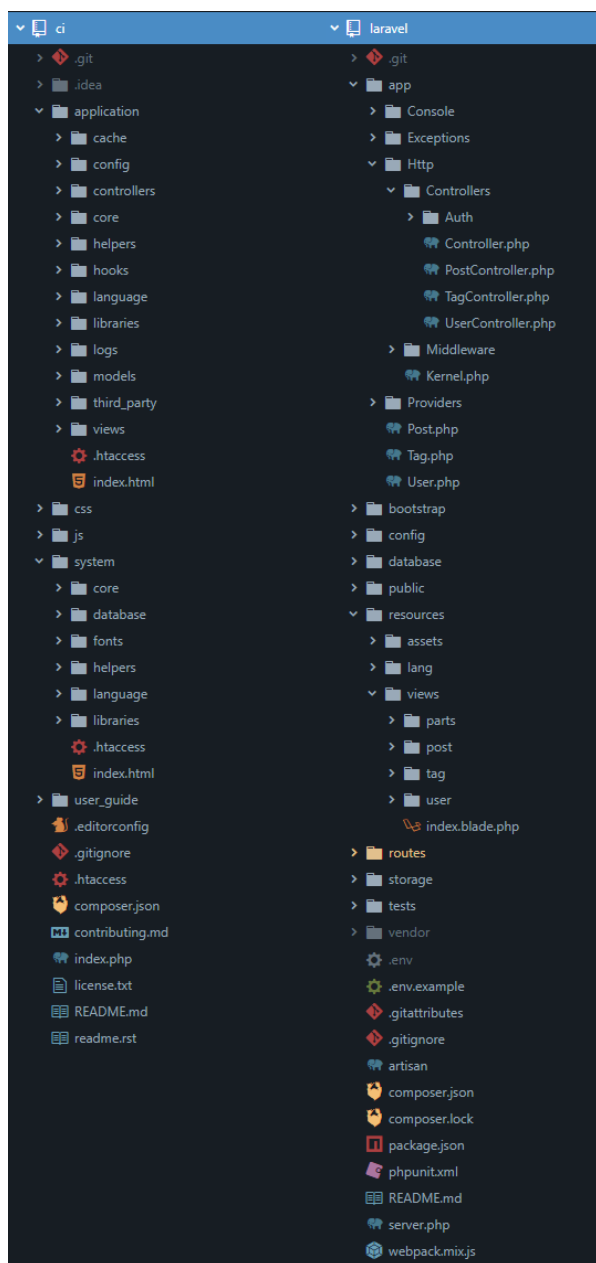 ci
.git
.idea
application
cache
config
controllers
core
helpers
hooks
language
libraries
logs
models
third_party
views
.htaccess
index.html
css
js
system
core
database
fonts
helpers
language
libraries
.htaccess
index.html
user_guide
.editorconfig
.gitignore
.htaccess
composer.json
contributing.md
index.php
license.txt
README.md
readme.rst
laravel
.git
app
Console
Exceptions
Http
Controllers
Auth
Controller.php
PostController.php
TagController.php
UserController.php
Middleware
Kernel.php
Providers
Post.php
Tag.php
User.php
bootstrap
config
database
public
resources
assets
lang
views
parts
post
tag
user
index.blade.php
routes
storage
tests
vendor
.env
.env.example
.gitattributes
.gitignore
artisan
composer.json
composer.lock
package.json
phpunit.xml
README.md
server.php
webpack.mix.js